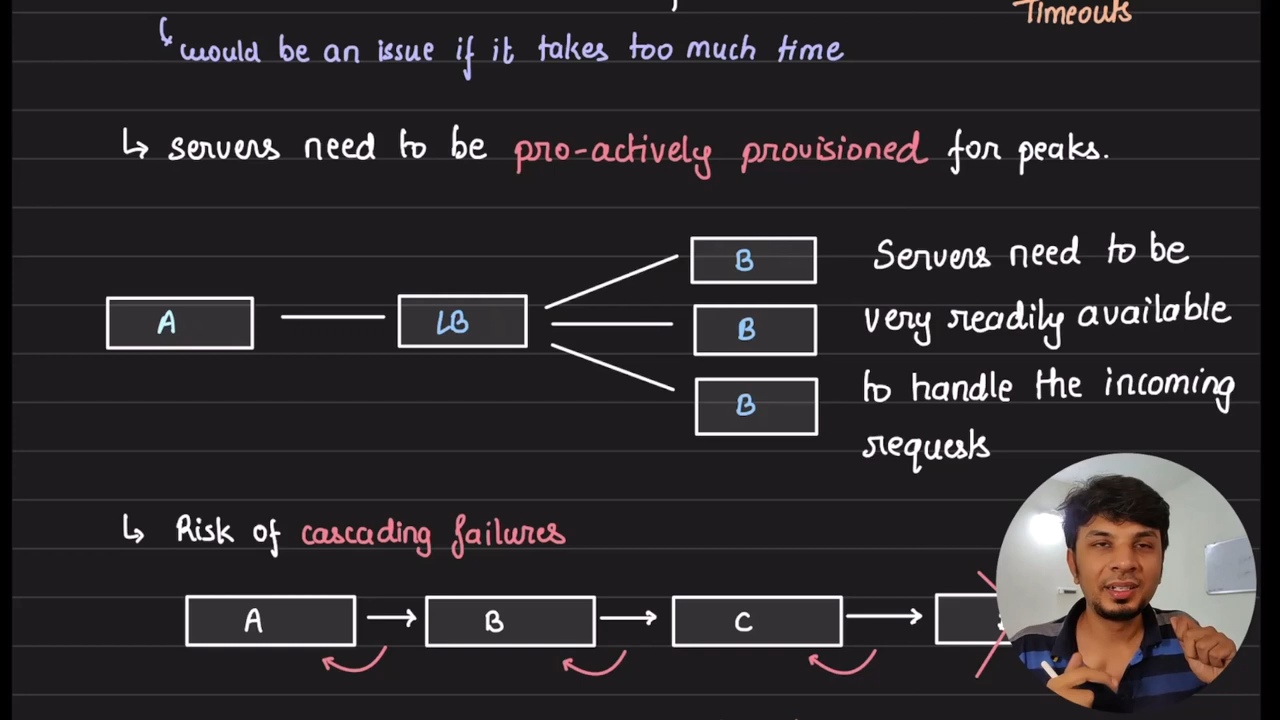 Timeouts
would be an issue if it takes too much time
servers need to be pro-actively provisioned for peaks.
A
LB
B
B
B
Servers need to be
very readily available
to handle the incoming
requests
Risk of cascading failures
A
B
C